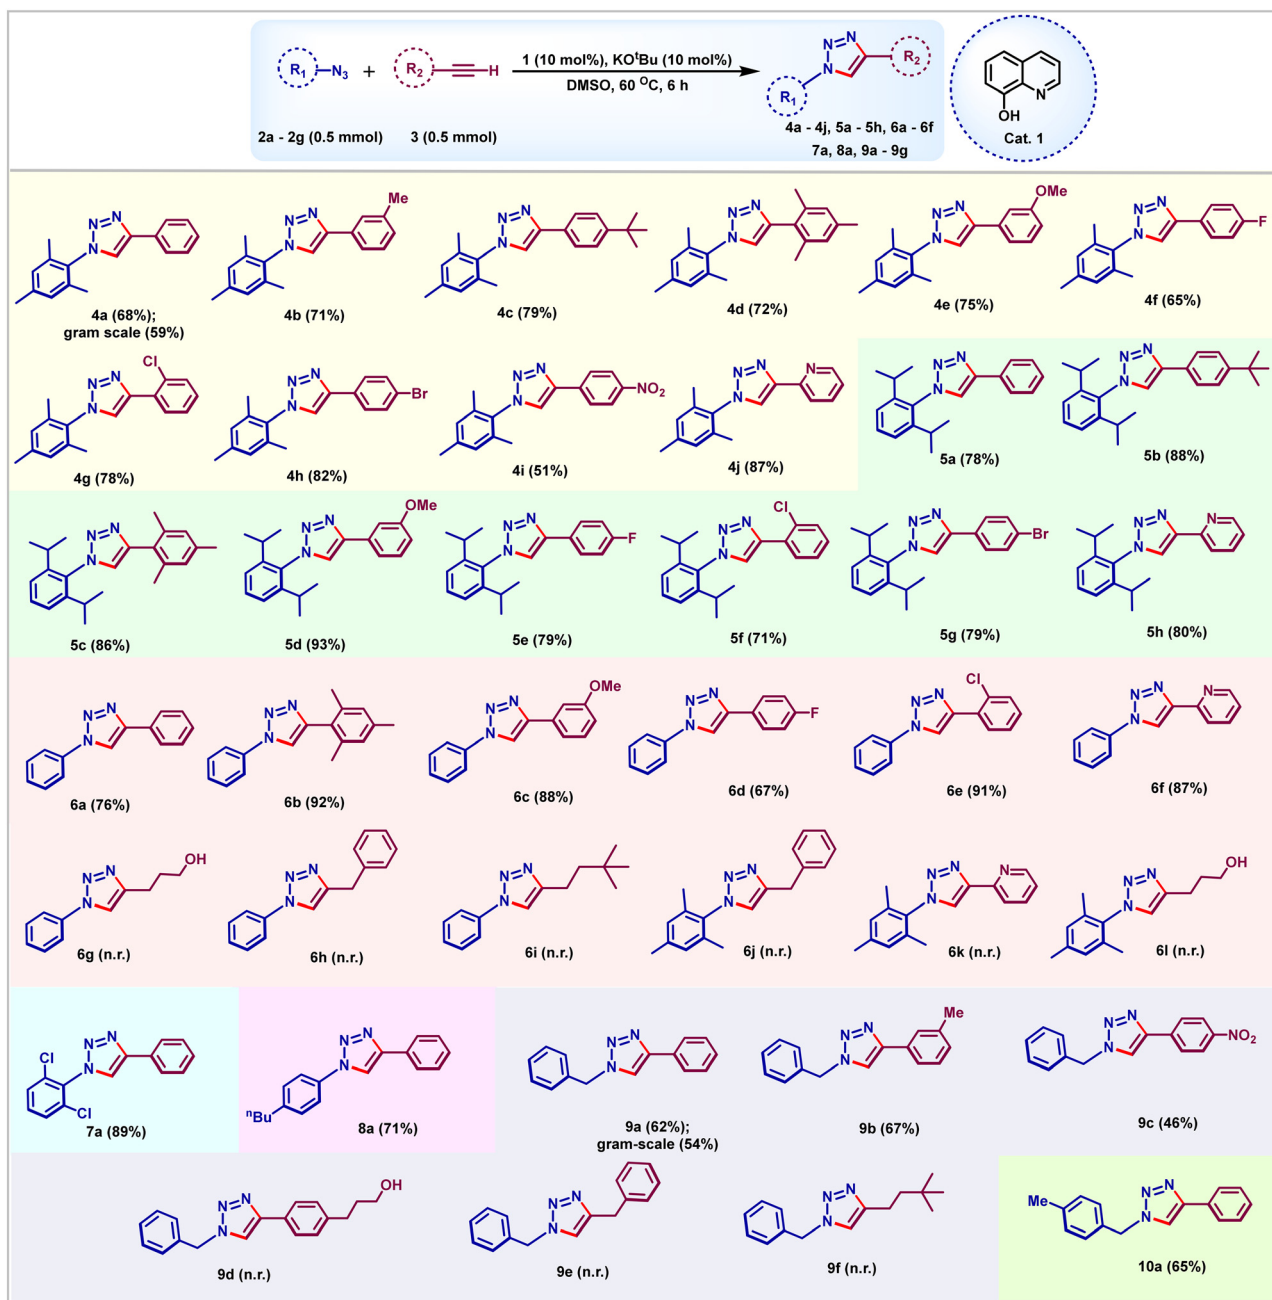 R1 N3 + R2 H
1 (10 mol%), KOtBu (10 mol%)
DMSO, 60 OC, 6 h
N N N R1 R2
N
OH
Cat. 1
2a - 2g (0.5 mmol)
3 (0.5 mmol)
4a - 4j, 5a - 5h, 6a - 6f
7a, 8a, 9a - 9g
N N N
4a (68%);
gram scale (59%)
N N N Me
4b (71%)
N N N
4c (79%)
N N N
4d (72%)
N N N OMe
4e (75%)
N N N F
4f (65%)
N N N Cl
4g (78%)
N N N Br
4h (82%)
N N N NO2
4i (51%)
N N N N
4j (87%)
N N N
5a (78%)
N N N
5b (88%)
N N N
5c (86%)
N N N OMe
5d (93%)
N N N F
5e (79%)
N N N Cl
5f (71%)
N N N Br
5g (79%)
N N N N
5h (80%)
N N N
6a (76%)
N N N
6b (92%)
N N N OMe
6c (88%)
N N N F
6d (67%)
N N N Cl
6e (91%)
N N N N
6f (87%)
N N N OH
6g (n.r.)
N N N
6h (n.r.)
N N N
6i (n.r.)
N N N
6j (n.r.)
N N N N
6k (n.r.)
N N N OH
6l (n.r.)
Cl N N N Cl
7a (89%)
N N N nBu
8a (71%)
N N N
9a (62%);
gram-scale (54%)
N N N Me
9b (67%)
N N N NO2
9c (46%)
N N N OH
9d (n.r.)
N N N
9e (n.r.)
N N N
9f (n.r.)
Me N N N
10a (65%)